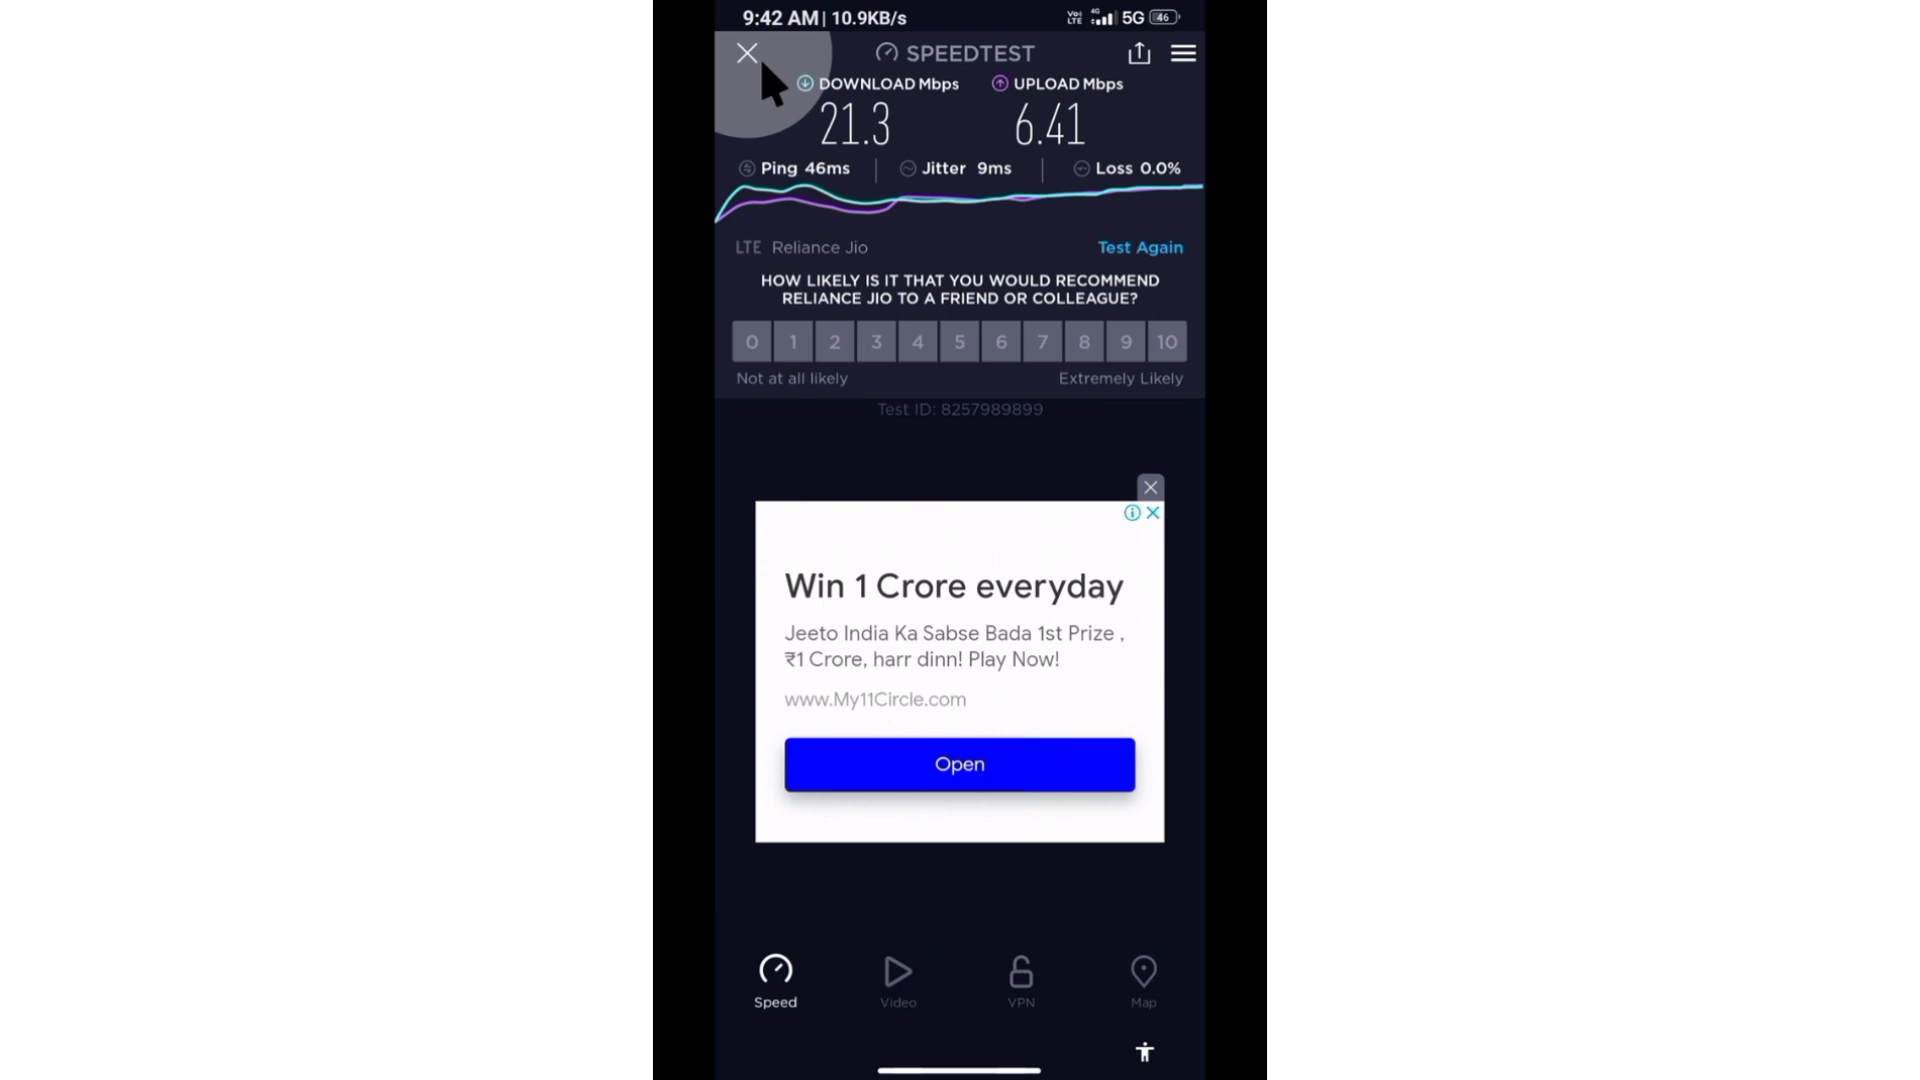 9:42 AM | 10.9KB/s Vo) LTE 4G 5G 46
SPEEDTEST
DOWNLOAD Mbps UPLOAD Mbps
21.3 6.41
Ping 46ms Jitter 9ms Loss 0.0%
LTE Reliance Jio Test Again
HOW LIKELY IS IT THAT YOU WOULD RECOMMEND
RELIANCE JIO TO A FRIEND OR COLLEAGUE?
0 1 2 3 4 5 6 7 8 9 10
Not at all likely Extremely Likely
Test ID: 8257989899
Win 1 Crore everyday
Jeeto India Ka Sabse Bada 1st Prize ,
₹1 Crore, harr dinn! Play Now!
www.My11Circle.com
Open
Speed Video VPN Map